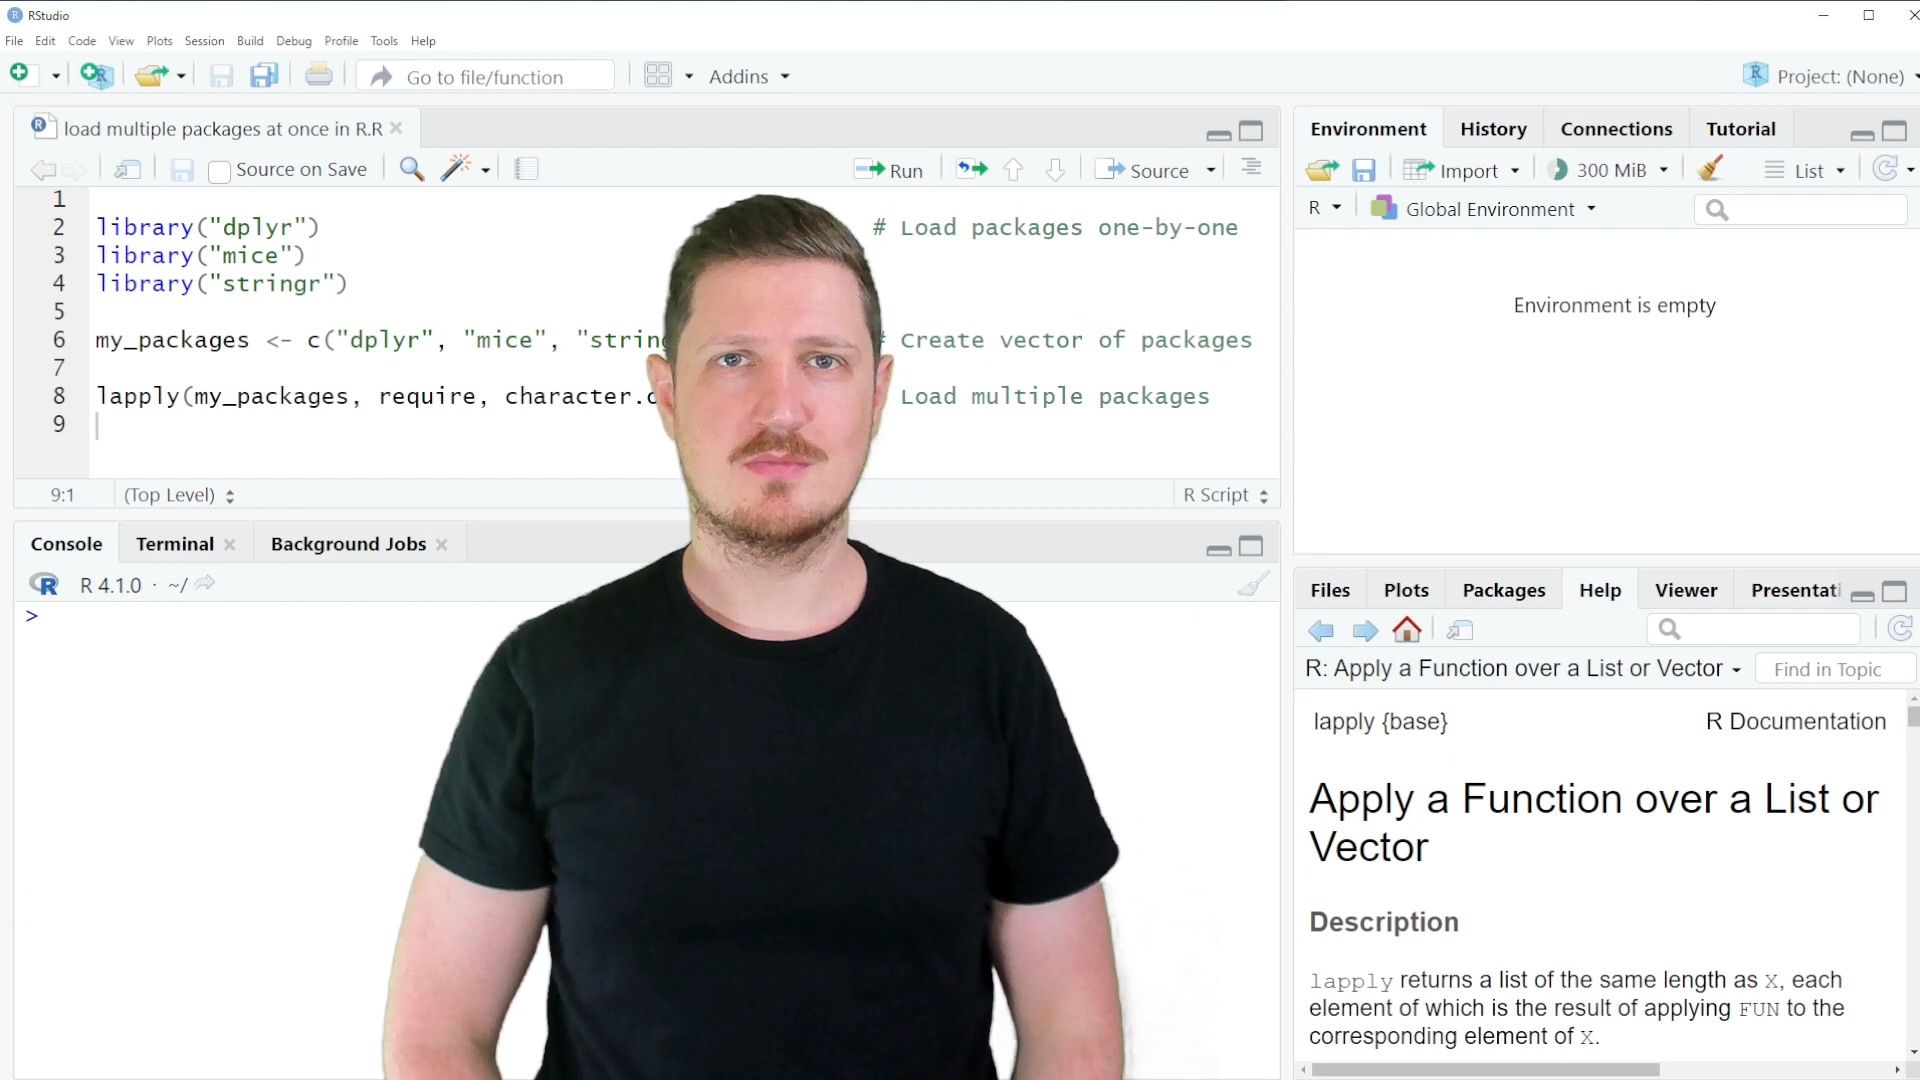 RStudio
File Edit Code View Plots Session Build Debug Profile Tools Help
Go to file/function Addins Project: (None)
load multiple packages at once in R.R
Source on Save Run Source
1
2 library("dplyr") # Load packages one-by-one
3 library("mice")
4 library("stringr")
5
6 my_packages <- c("dplyr", "mice", "string # Create vector of packages
7
8 lapply(my_packages, require, character. Load multiple packages
9
9:1 (Top Level) R Script
Console Terminal Background Jobs
R 4.1.0 · ~/
>
Environment History Connections Tutorial
Import 300 MiB List
R Global Environment
Environment is empty
Files Plots Packages Help Viewer Presentati
R: Apply a Function over a List or Vector Find in Topic
lapply {base} R Documentation
Apply a Function over a List or
Vector
Description
lapply returns a list of the same length as X, each
element of which is the result of applying FUN to the
corresponding element of X.